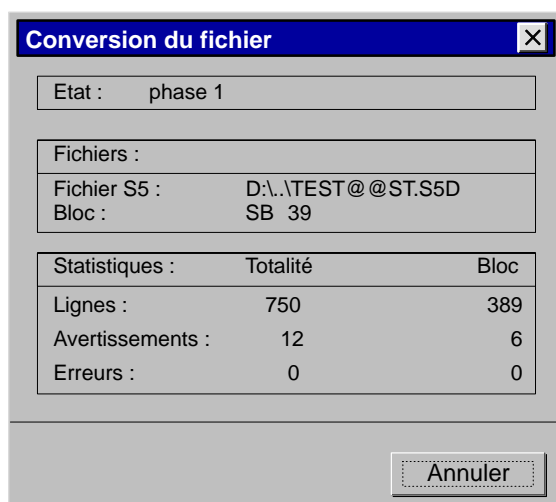 Conversion du fichier
Etat : phase 1
Fichiers :
Fichier S5 : D:\..\TEST@@ST.S5D
Bloc : SB 39
Statistiques : Totalité Bloc
Lignes : 750 389
Avertissements : 12 6
Erreurs : 0 0
Annuler